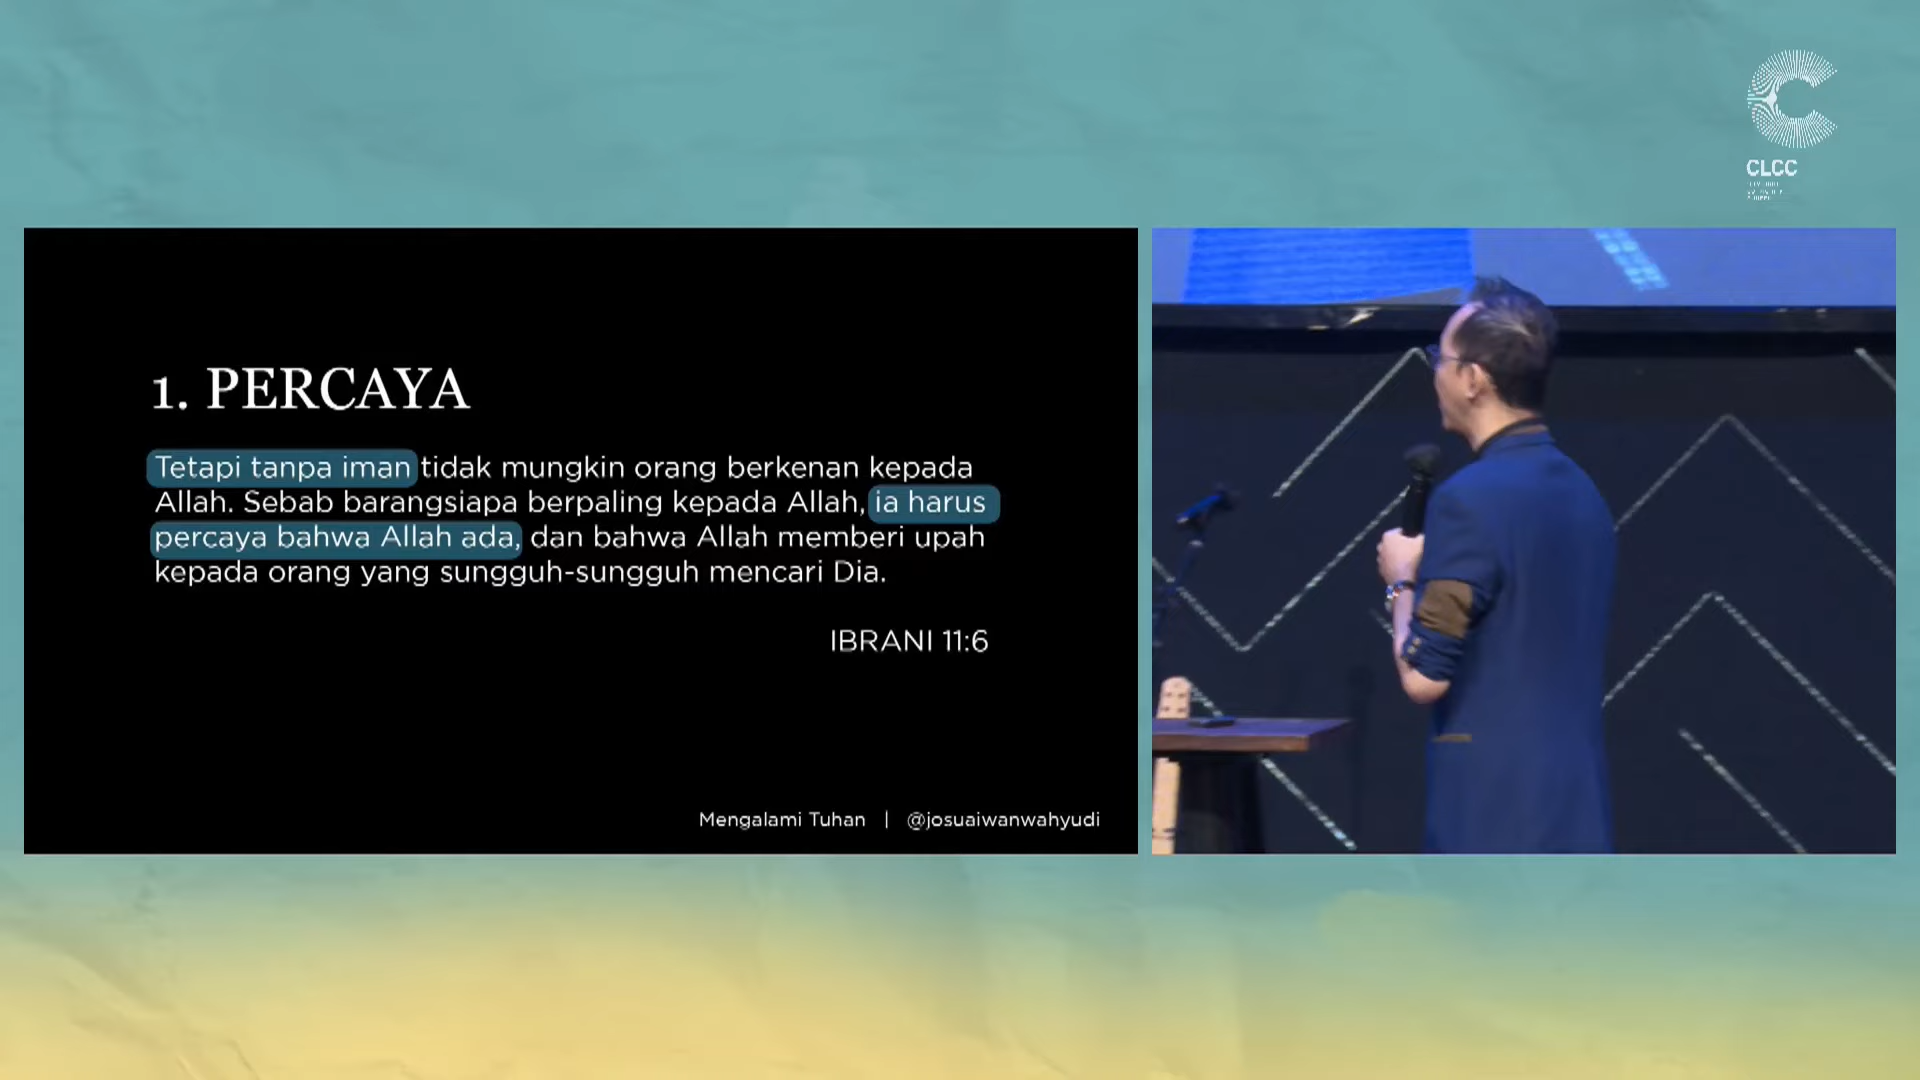 CLCC
1. PERCAYA
Tetapi tanpa iman tidak mungkin orang berkenan kepada
Allah. Sebab barangsiapa berpaling kepada Allah, ia harus
percaya bahwa Allah ada, dan bahwa Allah memberi upah
kepada orang yang sungguh-sungguh mencari Dia.
IBRANI 11:6
Mengalami Tuhan | @josuaiwanwahyudi